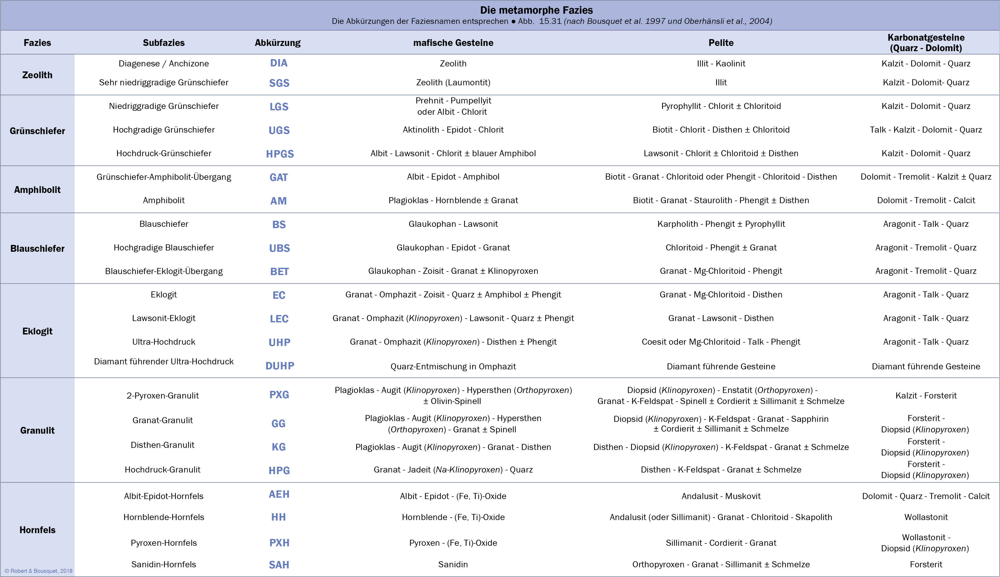 Die metamorphe Fazies
Die Abkürzungen der Faziesnamen entsprechen ● Abb. 15.31 (nach Bousquet et al. 1997 und Oberhänsli et al., 2004)
Fazies Subfazies Abkürzung mafische Gesteine Pelite Karbonatgesteine
(Quarz - Dolomit)
Zeolith
Diagenese / Anchizone DIA Zeolith Illit - Kaolinit Kalzit - Dolomit - Quarz
Sehr niedriggradige Grünschiefer SGS Zeolith (Laumontit) Illit Kalzit - Dolomit- Quarz
Grünschiefer
Niedriggradige Grünschiefer LGS Prehnit - Pumpellyit
oder Albit - Chlorit Pyrophyllit - Chlorit ± Chloritoid Kalzit - Dolomit - Quarz
Hochgradige Grünschiefer UGS Aktinolith - Epidot - Chlorit Biotit - Chlorit - Disthen ± Chloritoid Talk - Kalzit - Dolomit - Quarz
Hochdruck-Grünschiefer HPGS Albit - Lawsonit - Chlorit ± blauer Amphibol Lawsonit - Chlorit ± Chloritoid ± Disthen Kalzit - Dolomit - Quarz
Amphibolit
Grünschiefer-Amphibolit-Übergang GAT Albit - Epidot - Amphibol Biotit - Granat - Chloritoid oder Phengit - Chloritoid - Disthen Dolomit - Tremolit - Kalzit ± Quarz
Amphibolit AM Plagioklas - Hornblende ± Granat Biotit - Granat - Staurolith - Phengit ± Disthen Dolomit - Tremolit - Calcit
Blauschiefer
Blauschiefer BS Glaukophan - Lawsonit Karpholith - Phengit ± Pyrophyllit Aragonit - Talk - Quarz
Hochgradige Blauschiefer UBS Glaukophan - Epidot - Granat Chloritoid - Phengit ± Granat Aragonit - Tremolit - Quarz
Blauschiefer-Eklogit-Übergang BET Glaukophan - Zoisit - Granat ± Klinopyroxen Granat - Mg-Chloritoid - Phengit Aragonit - Tremolit - Quarz
Eklogit
Eklogit EC Granat - Omphazit - Zoisit - Quarz ± Amphibol ± Phengit Granat - Mg-Chloritoid - Disthen Aragonit - Talk - Quarz
Lawsonit-Eklogit LEC Granat - Omphazit (Klinopyroxen) - Lawsonit - Quarz ± Phengit Granat - Lawsonit - Disthen Aragonit - Talk - Quarz
Ultra-Hochdruck UHP Granat - Omphazit (Klinopyroxen) - Disthen ± Phengit Coesit oder Mg-Chloritoid - Talk - Phengit Aragonit - Talk - Quarz
Diamant führender Ultra-Hochdruck DUHP Quarz-Entmischung in Omphazit Diamant führende Gesteine Diamant führende Gesteine
Granulit
2-Pyroxen-Granulit PXG Plagioklas - Augit (Klinopyroxen) - Hypersthen (Orthopyroxen)
± Olivin-Spinell Diopsid (Klinopyroxen) - Enstatit (Orthopyroxen) -
Granat - K-Feldspat - Spinell ± Cordierit ± Sillimanit ± Schmelze Kalzit - Forsterit
Granat-Granulit GG Plagioklas - Augit (Klinopyroxen) - Hypersthen
(Orthopyroxen) - Granat ± Spinell Diopsid (Klinopyroxen) - K-Feldspat - Granat - Sapphirin
± Cordierit ± Sillimanit ± Schmelze Forsterit -
Diopsid (Klinopyroxen)
Disthen-Granulit KG Plagioklas - Augit (Klinopyroxen) - Granat - Disthen Disthen - Diopsid (Klinopyroxen) - K-Feldspat - Granat ± Schmelze Forsterit -
Diopsid (Klinopyroxen)
Hochdruck-Granulit HPG Granat - Jadeit (Na-Klinopyroxen) - Quarz Disthen - K-Feldspat - Granat ± Schmelze Forsterit -
Diopsid (Klinopyroxen)
Hornfels
Albit-Epidot-Hornfels AEH Albit - Epidot - (Fe, Ti)-Oxide Andalusit - Muskovit Dolomit - Quarz - Tremolit - Calcit
Hornblende-Hornfels HH Hornblende - (Fe, Ti)-Oxide Andalusit (oder Sillimanit) - Granat - Chloritoid - Skapolith Wollastonit
Pyroxen-Hornfels PXH Pyroxen - (Fe, Ti)-Oxide Sillimanit - Cordierit - Granat Wollastonit -
Diopsid (Klinopyroxen)
Sanidin-Hornfels SAH Sanidin Orthopyroxen - Granat - Sillimanit ± Schmelze Forsterit
© Robert & Bousquet, 2018